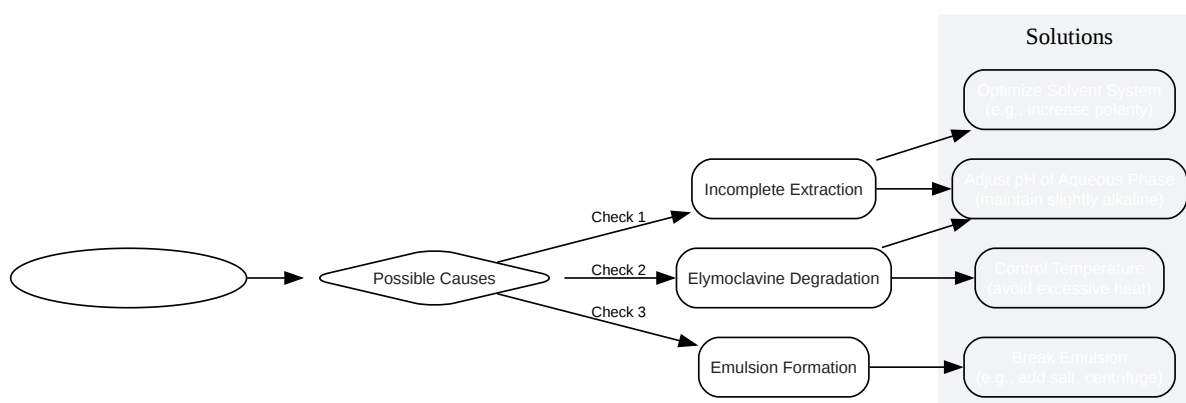 Solutions
Optimize Solvent System
(e.g., increase polarity)
Incomplete Extraction
Adjust pH of Aqueous Phase
(maintain slightly alkaline)
Check 1
Possible Causes
Check 2
Elymoclavine Degradation
Control Temperature
(avoid excessive heat)
Check 3
Emulsion Formation
Break Emulsion
(e.g., add salt, centrifuge)